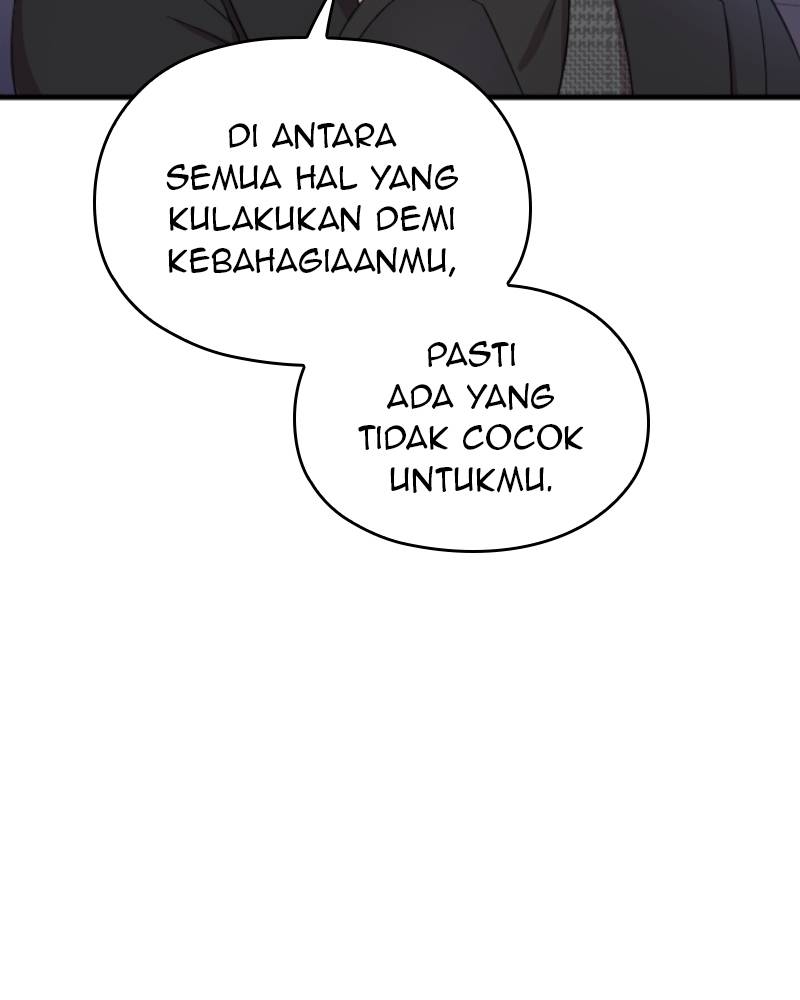 DI ANTARA
SEMUA HAL YANG
KULAKUKAN DEMI
KEBAHAGIAANMU,
PASTI
ADA YANG
TIDAK COCOK
UNTUKMU.